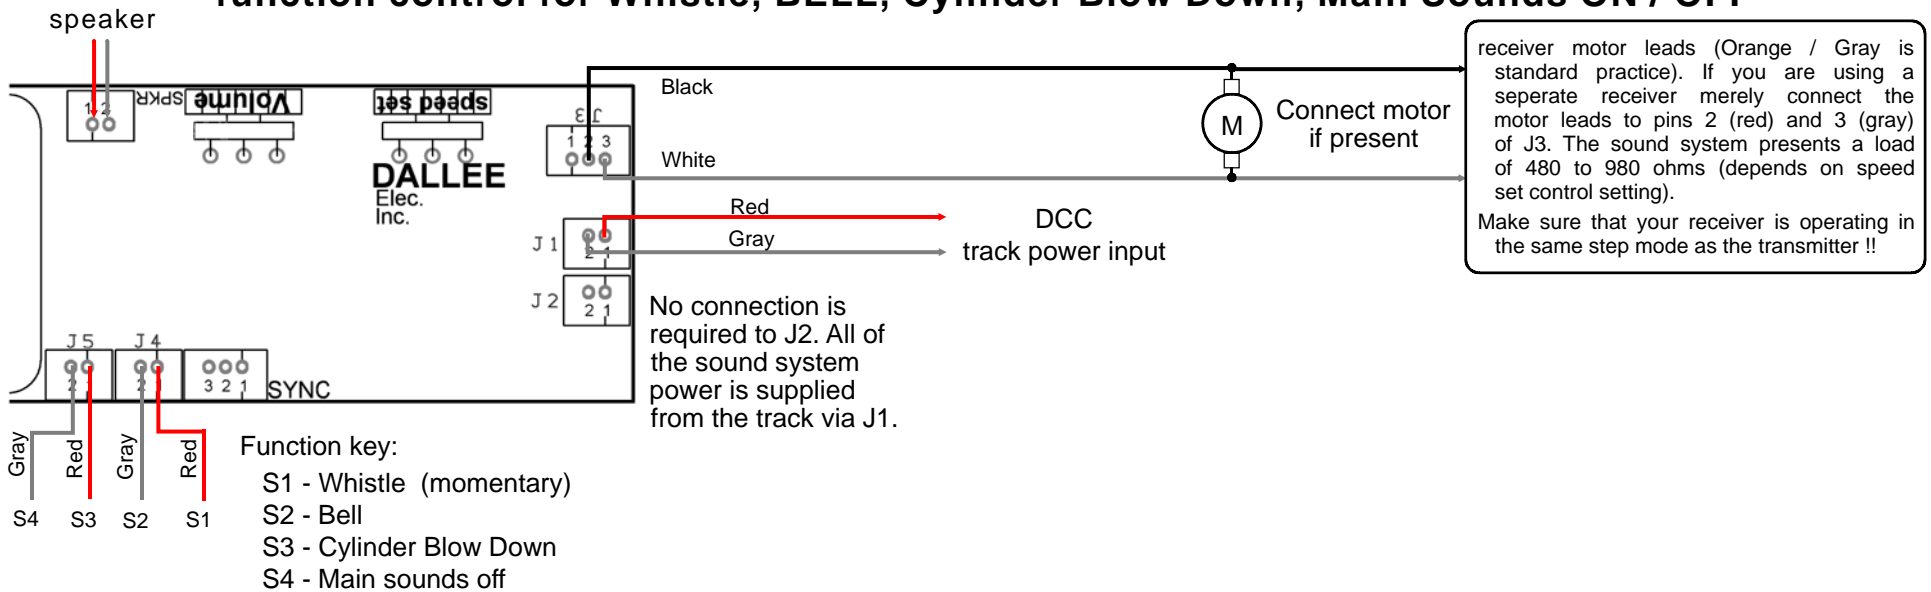 function control for Whistle, BELL, Cylinder Blow Down, Main Sounds ON / OFF
speaker
1 2
SPKR
Volume
speed set
DALLEE
Elec.
Inc.
J3
1 2 3
Black
White
M
Connect motor
if present
receiver motor leads (Orange / Gray is
standard practice). If you are using a
seperate receiver merely connect the
motor leads to pins 2 (red) and 3 (gray)
of J3. The sound system presents a load
of 480 to 980 ohms (depends on speed
set control setting).
Make sure that your receiver is operating in
the same step mode as the transmitter !!
J 1
2 1
Red
Gray
DCC
track power input
J 2
2 1
No connection is
required to J2. All of
the sound system
power is supplied
from the track via J1.
J 5
2 1
J 4
2 1
3 2 1
SYNC
Gray
Red
Gray
Red
S4
S3
S2
S1
Function key:
S1 - Whistle (momentary)
S2 - Bell
S3 - Cylinder Blow Down
S4 - Main sounds off